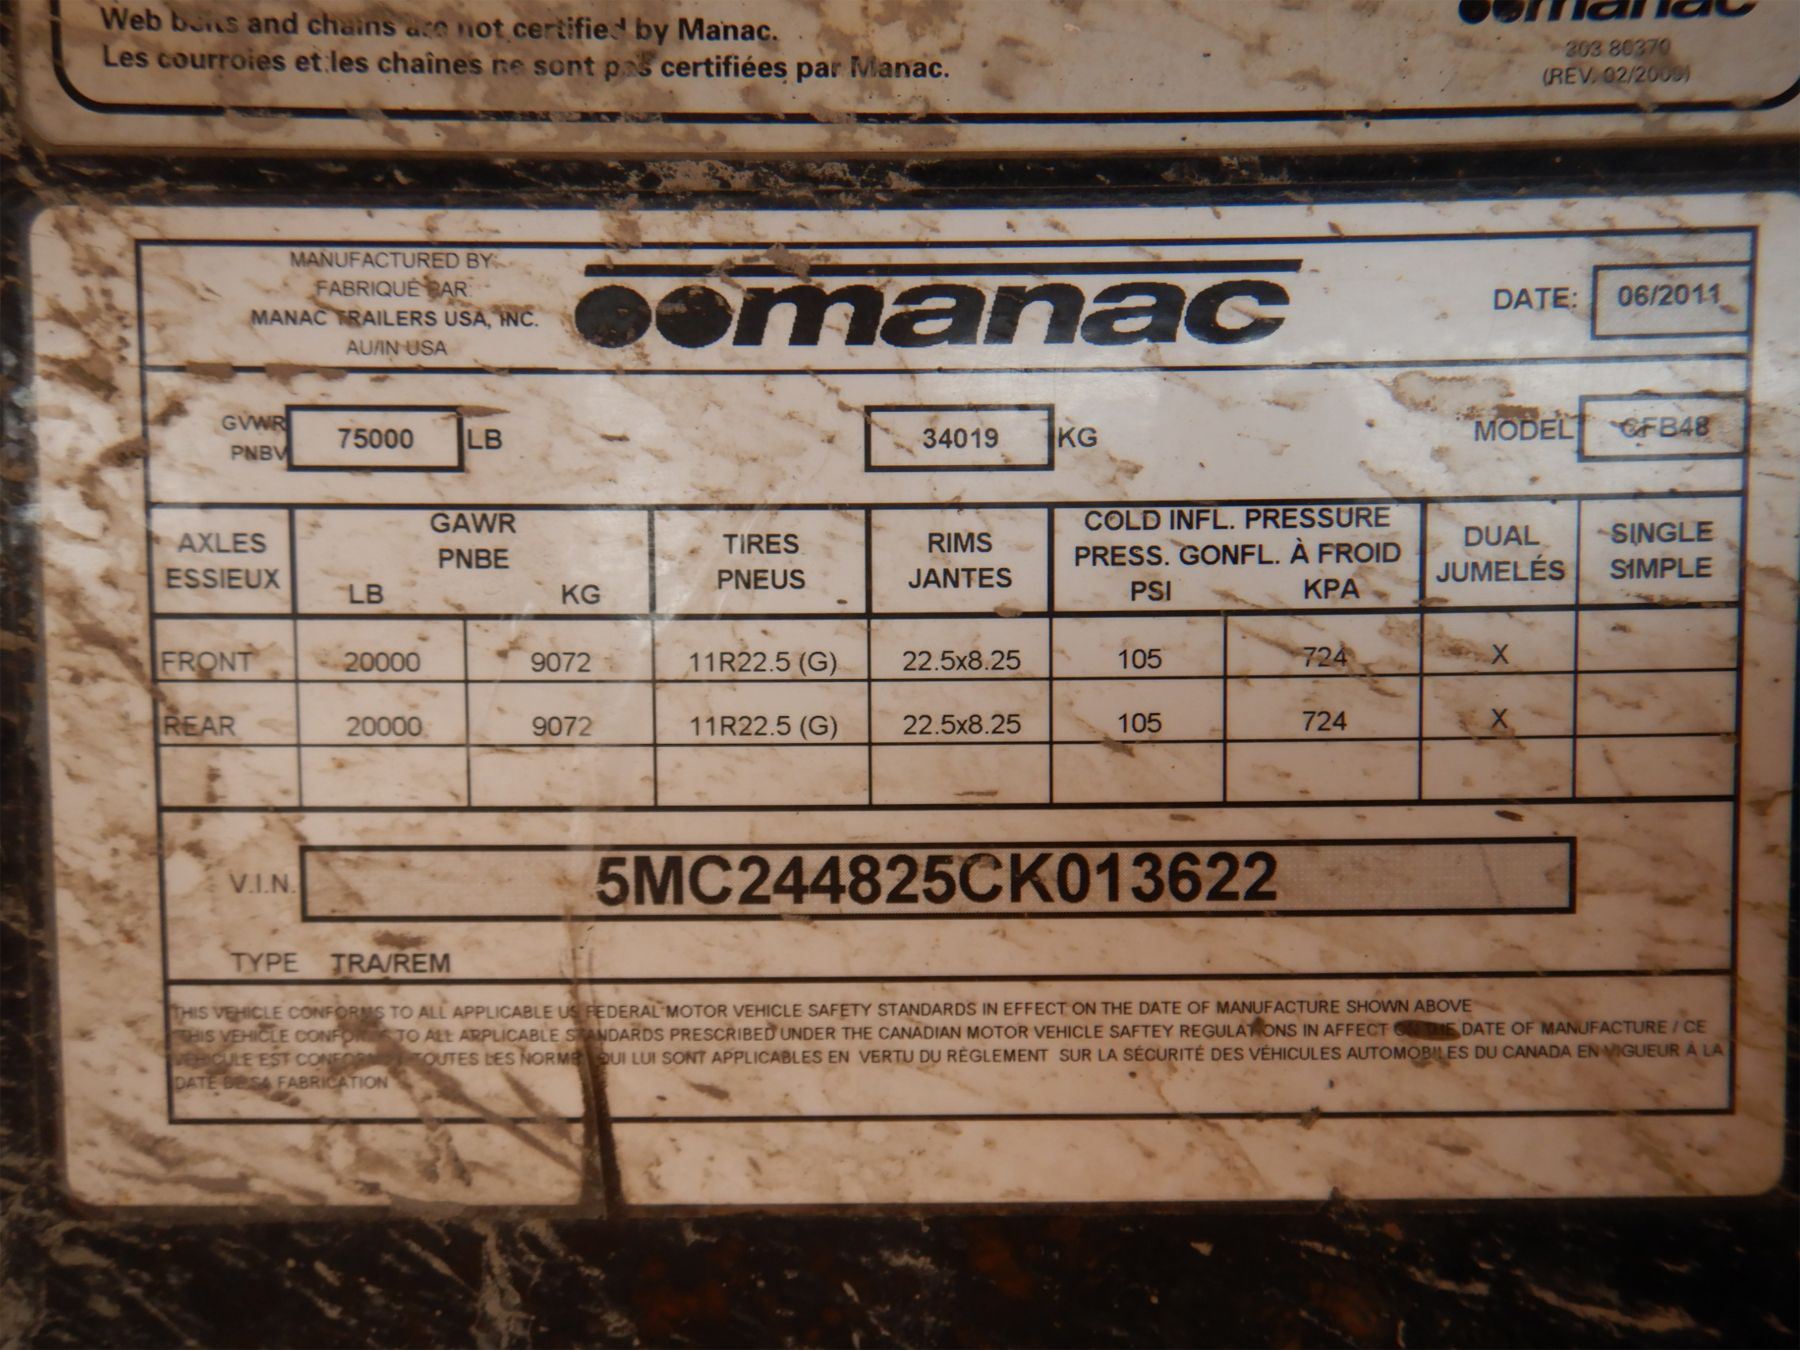 Web belts and chains are not certified by Manac.
Les courroies et les chaînes ne sont pas certifiées par Manac.
manac
203 80370
(REV. 02/2009)
MANUFACTURED BY
FABRIQUÉ PAR
MANAC TRAILERS USA, INC.
AU/IN USA
manac
DATE: 06/2011
GVWR
PNBV
75000 LB
34019 KG
MODEL CFB48
AXLES
ESSIEUX
GAWR
PNBE
LB KG
TIRES
PNEUS
RIMS
JANTES
COLD INFL. PRESSURE
PRESS. GONFL. À FROID
PSI KPA
DUAL
JUMELÉS
SINGLE
SIMPLE
FRONT 20000 9072 11R22.5 (G) 22.5x8.25 105 724 X
REAR 20000 9072 11R22.5 (G) 22.5x8.25 105 724 X
V.I.N. 5MC244825CK013622
TYPE TRA/REM
THIS VEHICLE CONFORMS TO ALL APPLICABLE US FEDERAL MOTOR VEHICLE SAFETY STANDARDS IN EFFECT ON THE DATE OF MANUFACTURE SHOWN ABOVE
THIS VEHICLE CONFORMS TO ALL APPLICABLE STANDARDS PRESCRIBED UNDER THE CANADIAN MOTOR VEHICLE SAFTEY REGULATIONS IN AFFECT ON THE DATE OF MANUFACTURE / CE
VÉHICULE EST CONFORME À TOUTES LES NORMES QUI LUI SONT APPLICABLES EN VERTU DU RÈGLEMENT SUR LA SÉCURITÉ DES VÉHICULES AUTOMOBILES DU CANADA EN VIGUEUR À LA
DATE DE SA FABRICATION